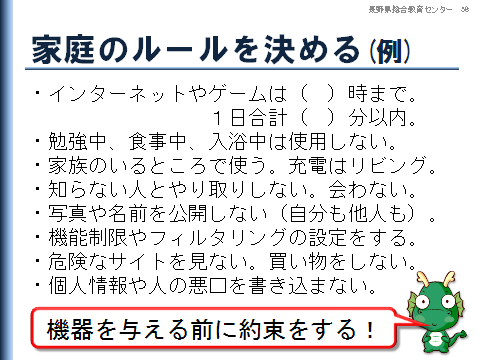 長野県総合教育センター 38
家庭のルールを決める(例)
・インターネットやゲームは（　）時まで。
１日合計（　）分以内。
・勉強中、食事中、入浴中は使用しない。
・家族のいるところで使う。充電はリビング。
・知らない人とやり取りしない。会わない。
・写真や名前を公開しない（自分も他人も）。
・機能制限やフィルタリングの設定をする。
・危険なサイトを見ない。買い物をしない。
・個人情報や人の悪口を書き込まない。
機器を与える前に約束をする！